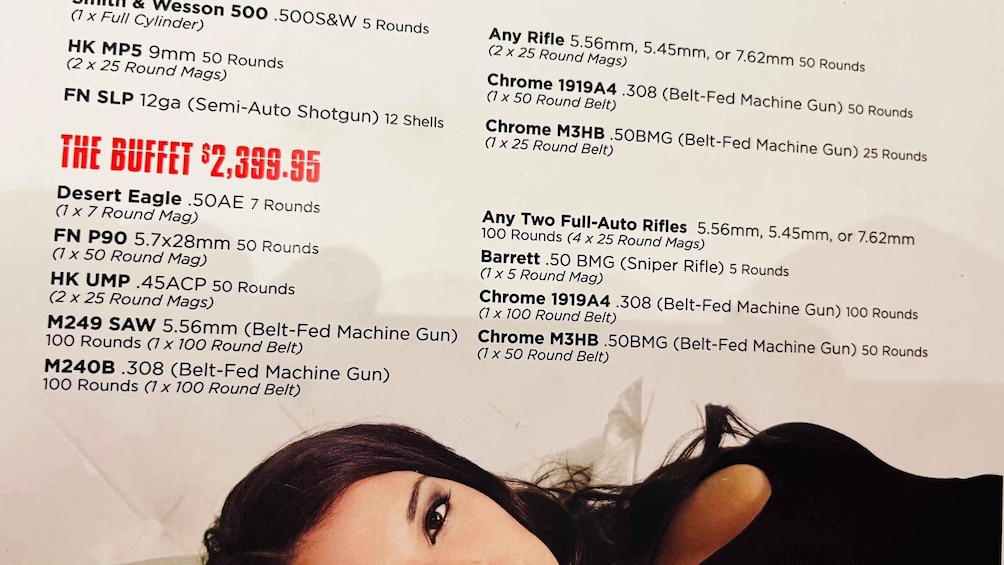 Smith & Wesson 500 .500S&W 5 Rounds
(1 x Full Cylinder)
HK MP5 9mm 50 Rounds
(2 x 25 Round Mags)
FN SLP 12ga (Semi-Auto Shotgun) 12 Shells
Any Rifle 5.56mm, 5.45mm, or 7.62mm 50 Rounds
(2 x 25 Round Mags)
Chrome 1919A4 .308 (Belt-Fed Machine Gun) 50 Rounds
(1 x 50 Round Belt)
Chrome M3HB .50BMG (Belt-Fed Machine Gun) 25 Rounds
(1 x 25 Round Belt)
THE BUFFET $2,399.95
Desert Eagle .50AE 7 Rounds
(1 x 7 Round Mag)
FN P90 5.7x28mm 50 Rounds
(1 x 50 Round Mag)
HK UMP .45ACP 50 Rounds
(2 x 25 Round Mags)
M249 SAW 5.56mm (Belt-Fed Machine Gun)
100 Rounds (1 x 100 Round Belt)
M240B .308 (Belt-Fed Machine Gun)
100 Rounds (1 x 100 Round Belt)
Any Two Full-Auto Rifles 5.56mm, 5.45mm, or 7.62mm
100 Rounds (4 x 25 Round Mags)
Barrett .50 BMG (Sniper Rifle) 5 Rounds
(1 x 5 Round Mag)
Chrome 1919A4 .308 (Belt-Fed Machine Gun) 100 Rounds
(1 x 100 Round Belt)
Chrome M3HB .50BMG (Belt-Fed Machine Gun) 50 Rounds
(1 x 50 Round Belt)